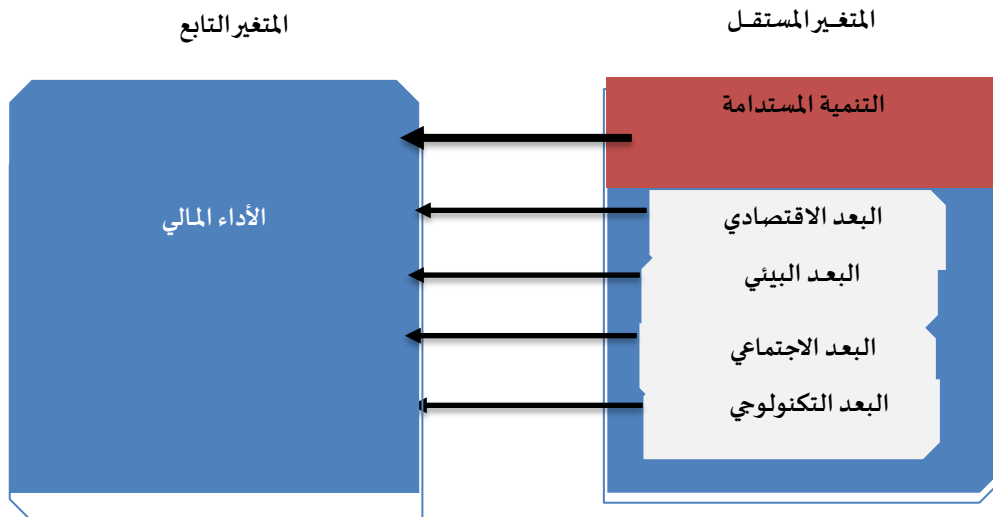 المتغير المستقل
المتغير التابع
التنمية المستدامة
البعد الاقتصادي
الأداء المالي
البعد البيئي
البعد الاجتماعي
البعد التكنولوجي